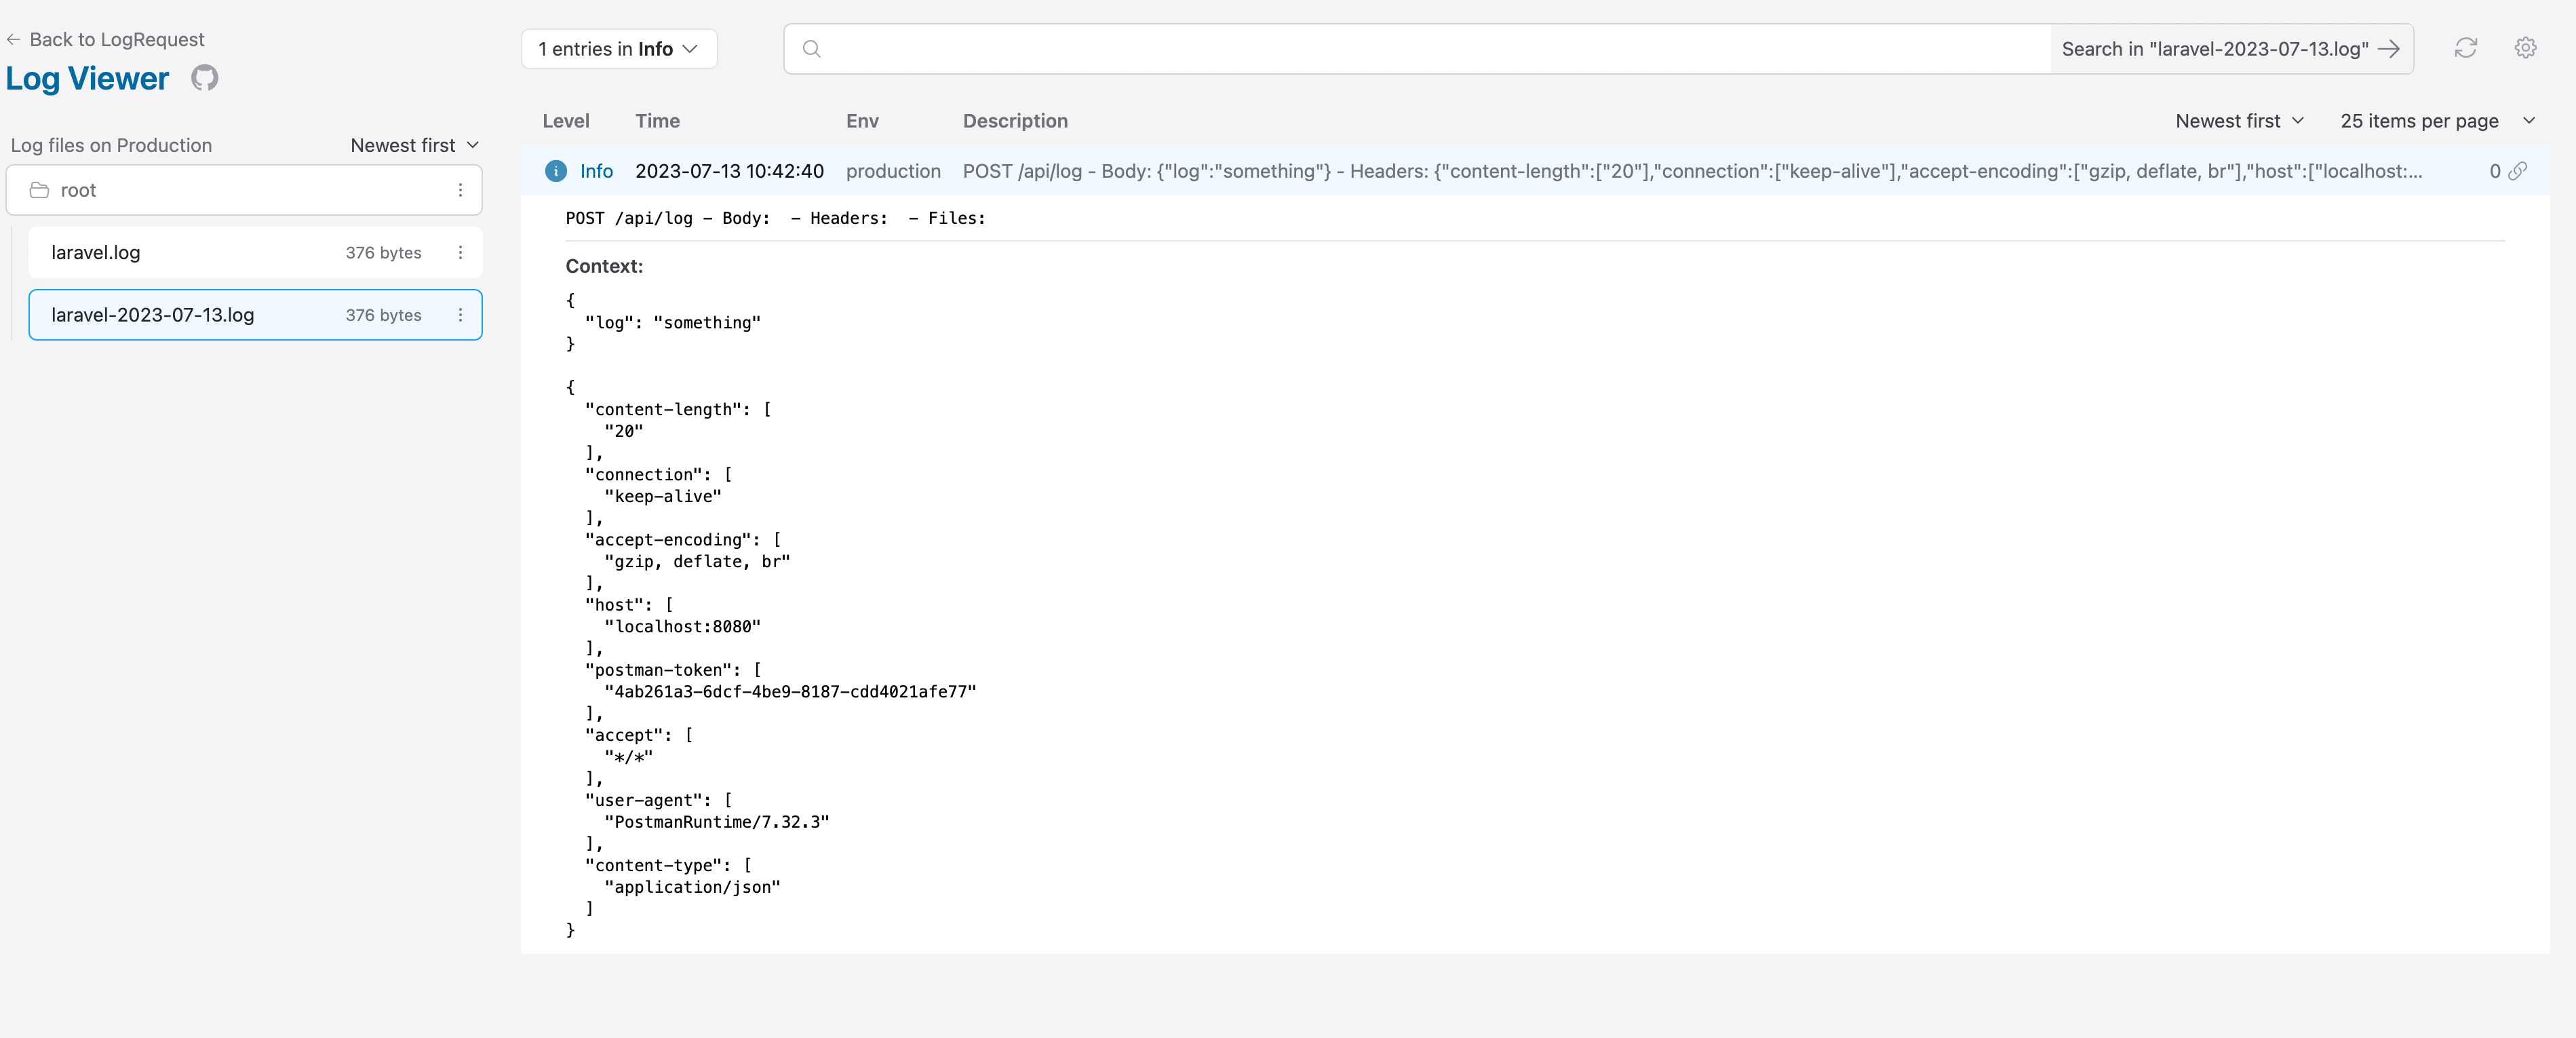 ← Back to LogRequest
Log Viewer
Log files on Production
Newest first
root
laravel.log 376 bytes
laravel-2023-07-13.log 376 bytes
1 entries in Info
Search in "laravel-2023-07-13.log" →
Level Time Env Description
Newest first
25 items per page
Info 2023-07-13 10:42:40 production POST /api/log - Body: {"log":"something"} - Headers: {"content-length":["20"],"connection":["keep-alive"],"accept-encoding":["gzip, deflate, br"],"host":["localhost:... 0
POST /api/log - Body:  - Headers:  - Files:
Context:
{
  "log": "something"
}
{
  "content-length": [
    "20"
  ],
  "connection": [
    "keep-alive"
  ],
  "accept-encoding": [
    "gzip, deflate, br"
  ],
  "host": [
    "localhost:8080"
  ],
  "postman-token": [
    "4ab261a3-6dcf-4be9-8187-cdd4021afe77"
  ],
  "accept": [
    "*/*"
  ],
  "user-agent": [
    "PostmanRuntime/7.32.3"
  ],
  "content-type": [
    "application/json"
  ]
}